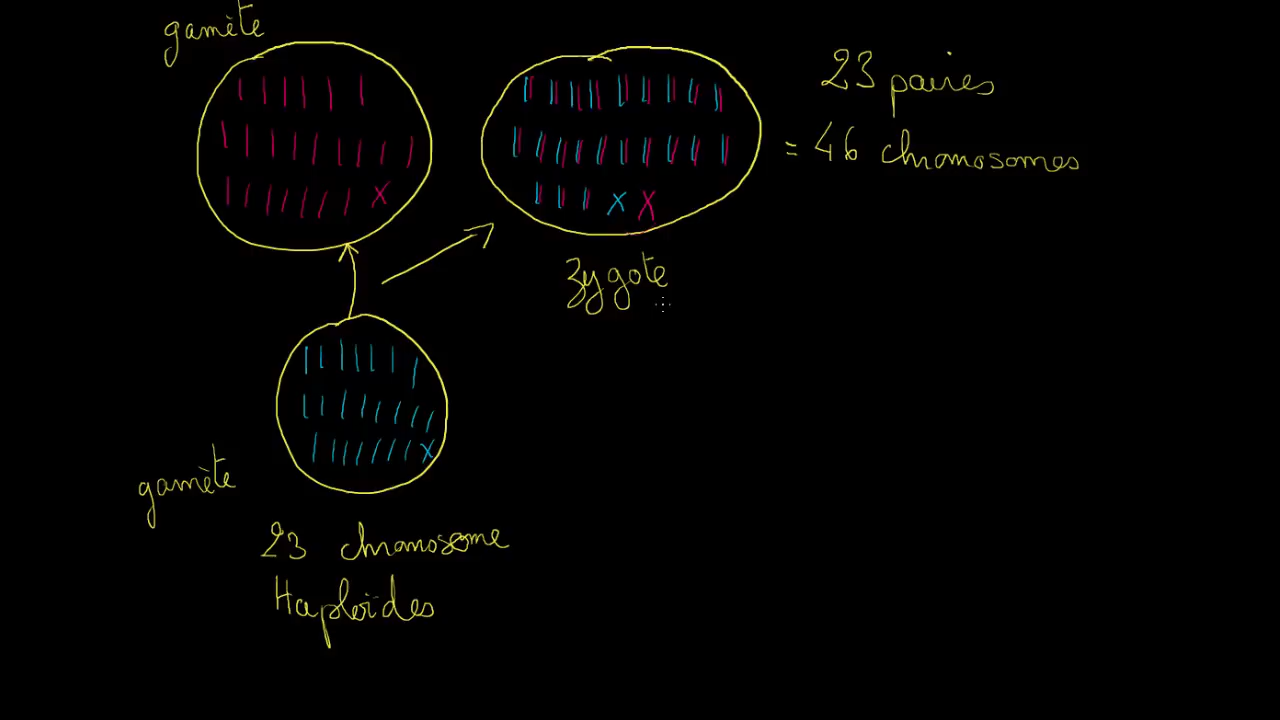 gamète
23 paires
= 46 chromosomes
zygote
gamète
23 chromosome
Haploïdes